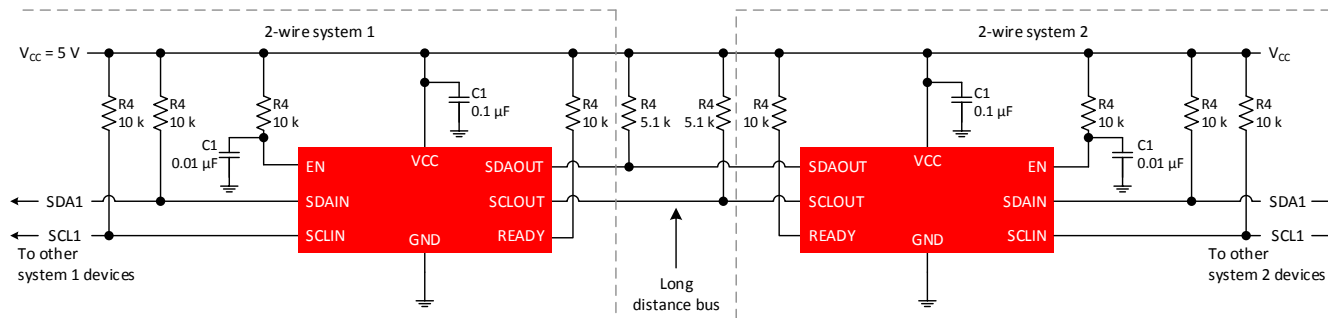 2-wire system 1
2-wire system 2
VCC = 5 V
VCC
R4
10 k
R4
10 k
R4
10 k
C1
0.1 µF
R4
10 k
R4
5.1 k
R4
5.1 k
R4
10 k
C1
0.1 µF
R4
10 k
R4
10 k
R4
10 k
C1
0.01 µF
C1
0.01 µF
EN
VCC
SDAOUT
SDAIN
SCLOUT
SCLIN
GND
READY
SDAOUT
VCC
EN
SCLOUT
SDAIN
READY
GND
SCLIN
SDA1
SCL1
To other
system 1 devices
Long
distance bus
SDA1
SCL1
To other
system 2 devices